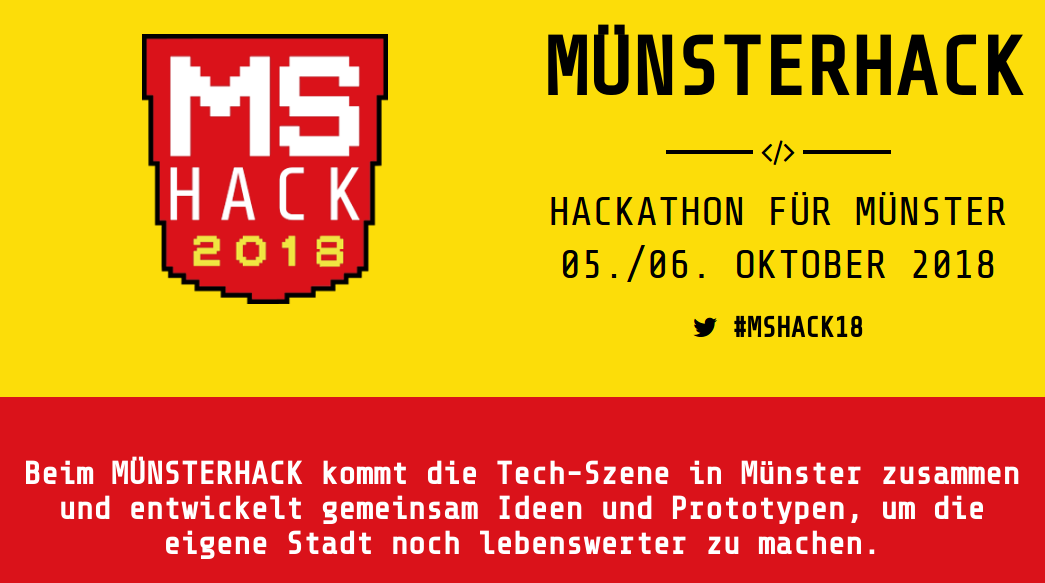 MS
HACK
2018
MÜNSTERHACK
</>
HACKATHON FÜR MÜNSTER
05./06. OKTOBER 2018
#MSHACK18
Beim MÜNSTERHACK kommt die Tech-Szene in Münster zusammen
und entwickelt gemeinsam Ideen und Prototypen, um die
eigene Stadt noch lebenswerter zu machen.